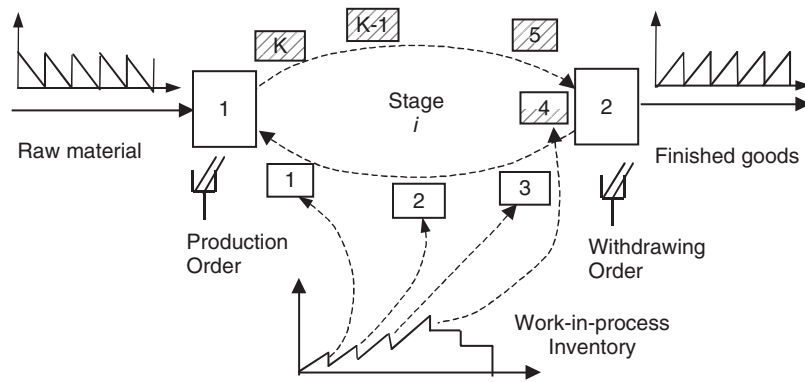 K
K-1
5
1
Stage
i
4
2
Raw material
Finished goods
1
2
3
Production
Order
Withdrawing
Order
Work-in-process
Inventory